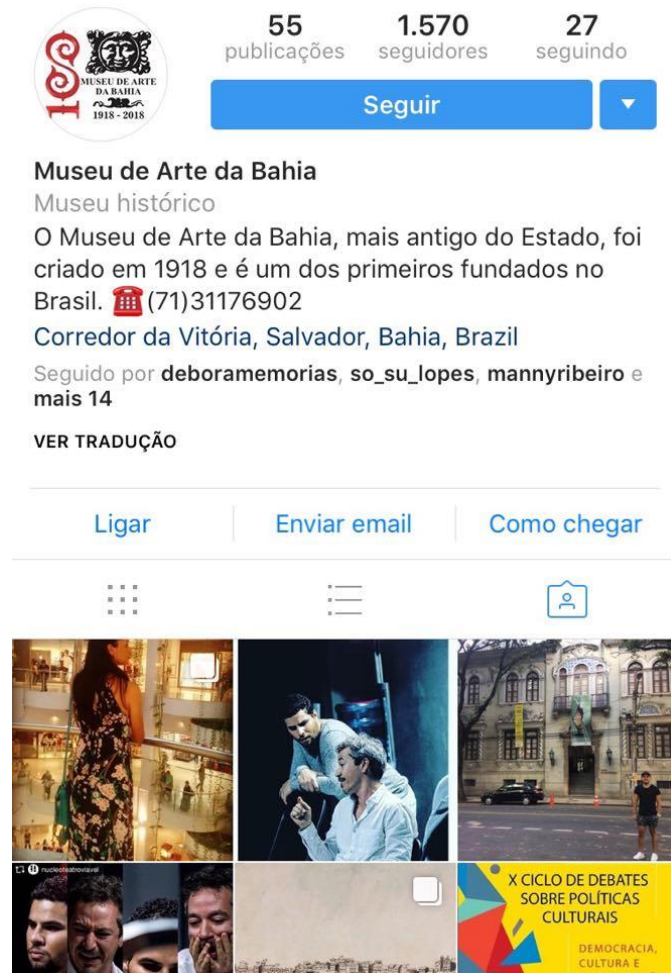 55
1.570
27
publicações
seguidores
seguindo
MUSEU DE ARTE
DA BAHIA
1918 - 2018
Seguir
Museu de Arte da Bahia
Museu histórico
O Museu de Arte da Bahia, mais antigo do Estado, foi
criado em 1918 e é um dos primeiros fundados no
Brasil. ☎️(71)31176902
Corredor da Vitória, Salvador, Bahia, Brazil
Seguido por deboramemorias, so_su_lopes, mannyribeiro e
mais 14
VER TRADUÇÃO
Ligar
Enviar email
Como chegar
nucleoteatroviavel
X CICLO DE DEBATES
SOBRE POLÍTICAS
CULTURAIS
DEMOCRACIA,
CULTURA E